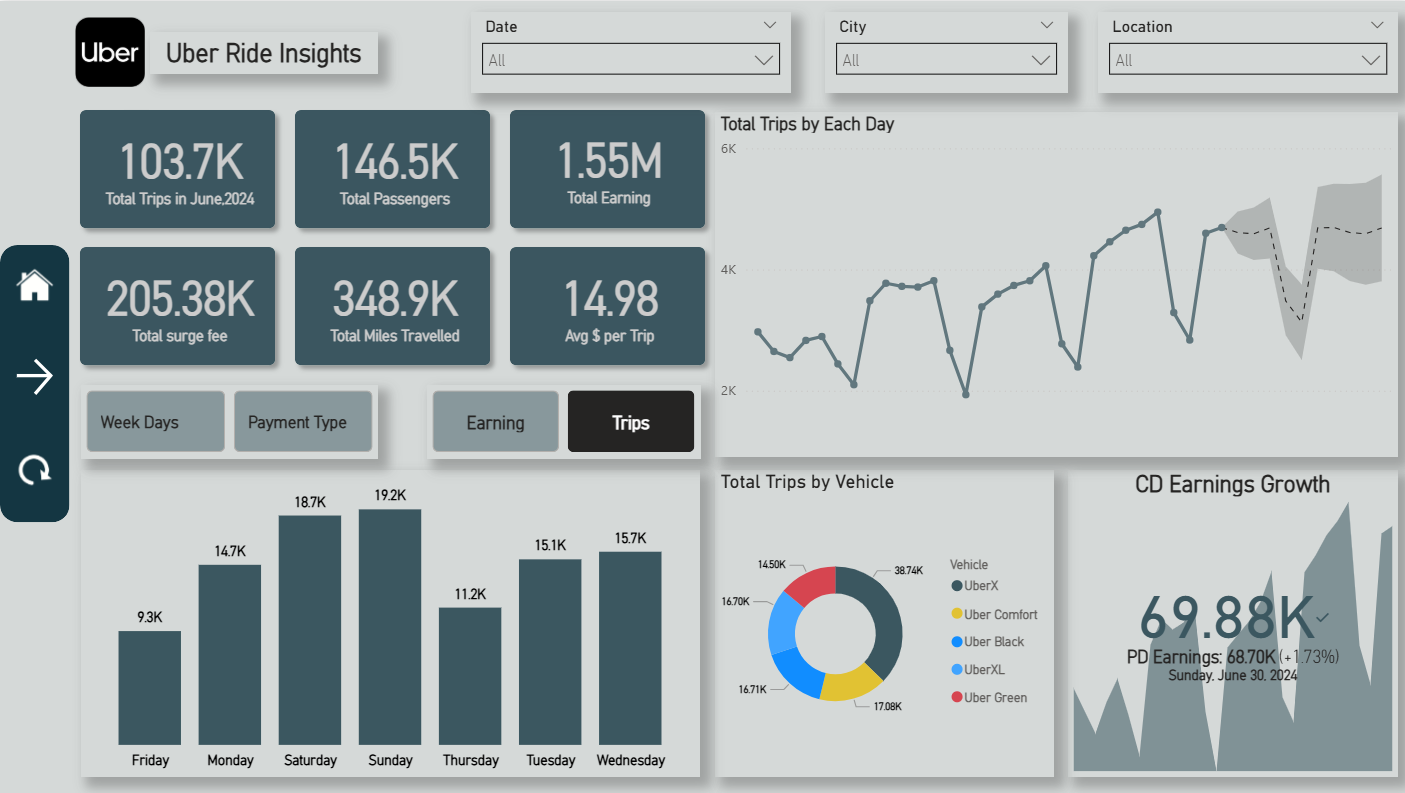 Uber
Uber Ride Insights
Date
All
City
All
Location
All
103.7K
Total Trips in June,2024
146.5K
Total Passengers
1.55M
Total Earning
205.38K
Total surge fee
348.9K
Total Miles Travelled
14.98
Avg $ per Trip
Week Days
Payment Type
Earning
Trips
Total Trips by Each Day
6K
4K
2K
9.3K
14.7K
18.7K
19.2K
11.2K
15.1K
15.7K
Friday
Monday
Saturday
Sunday
Thursday
Tuesday
Wednesday
Total Trips by Vehicle
14.50K
38.74K
16.70K
16.71K
17.08K
Vehicle
UberX
Uber Comfort
Uber Black
UberXL
Uber Green
CD Earnings Growth
69.88K
PD Earnings: 68.70K (+1.73%)
Sunday, June 30, 2024